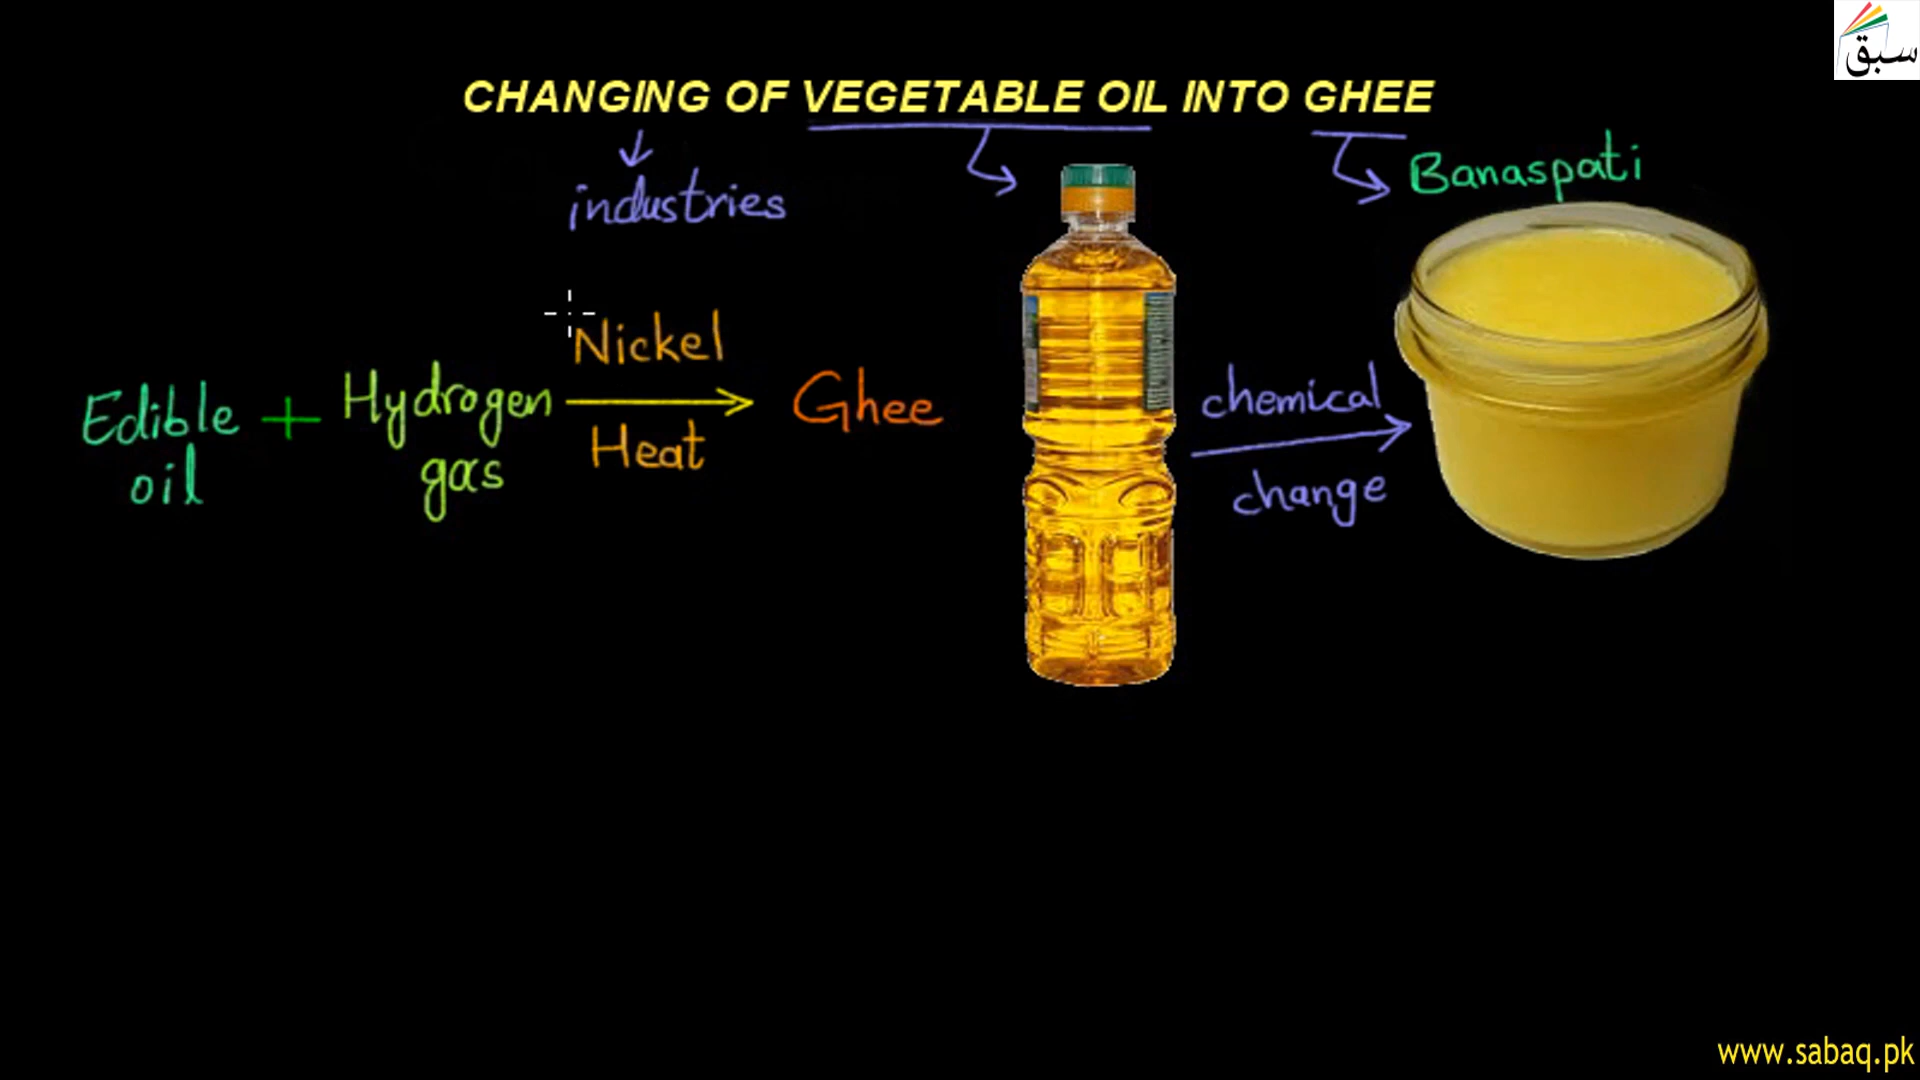 سبق
CHANGING OF VEGETABLE OIL INTO GHEE
industries
Banaspati
Nickel
Edible + Hydrogen Ghee
oil gas
Heat
chemical
change
www.sabaq.pk